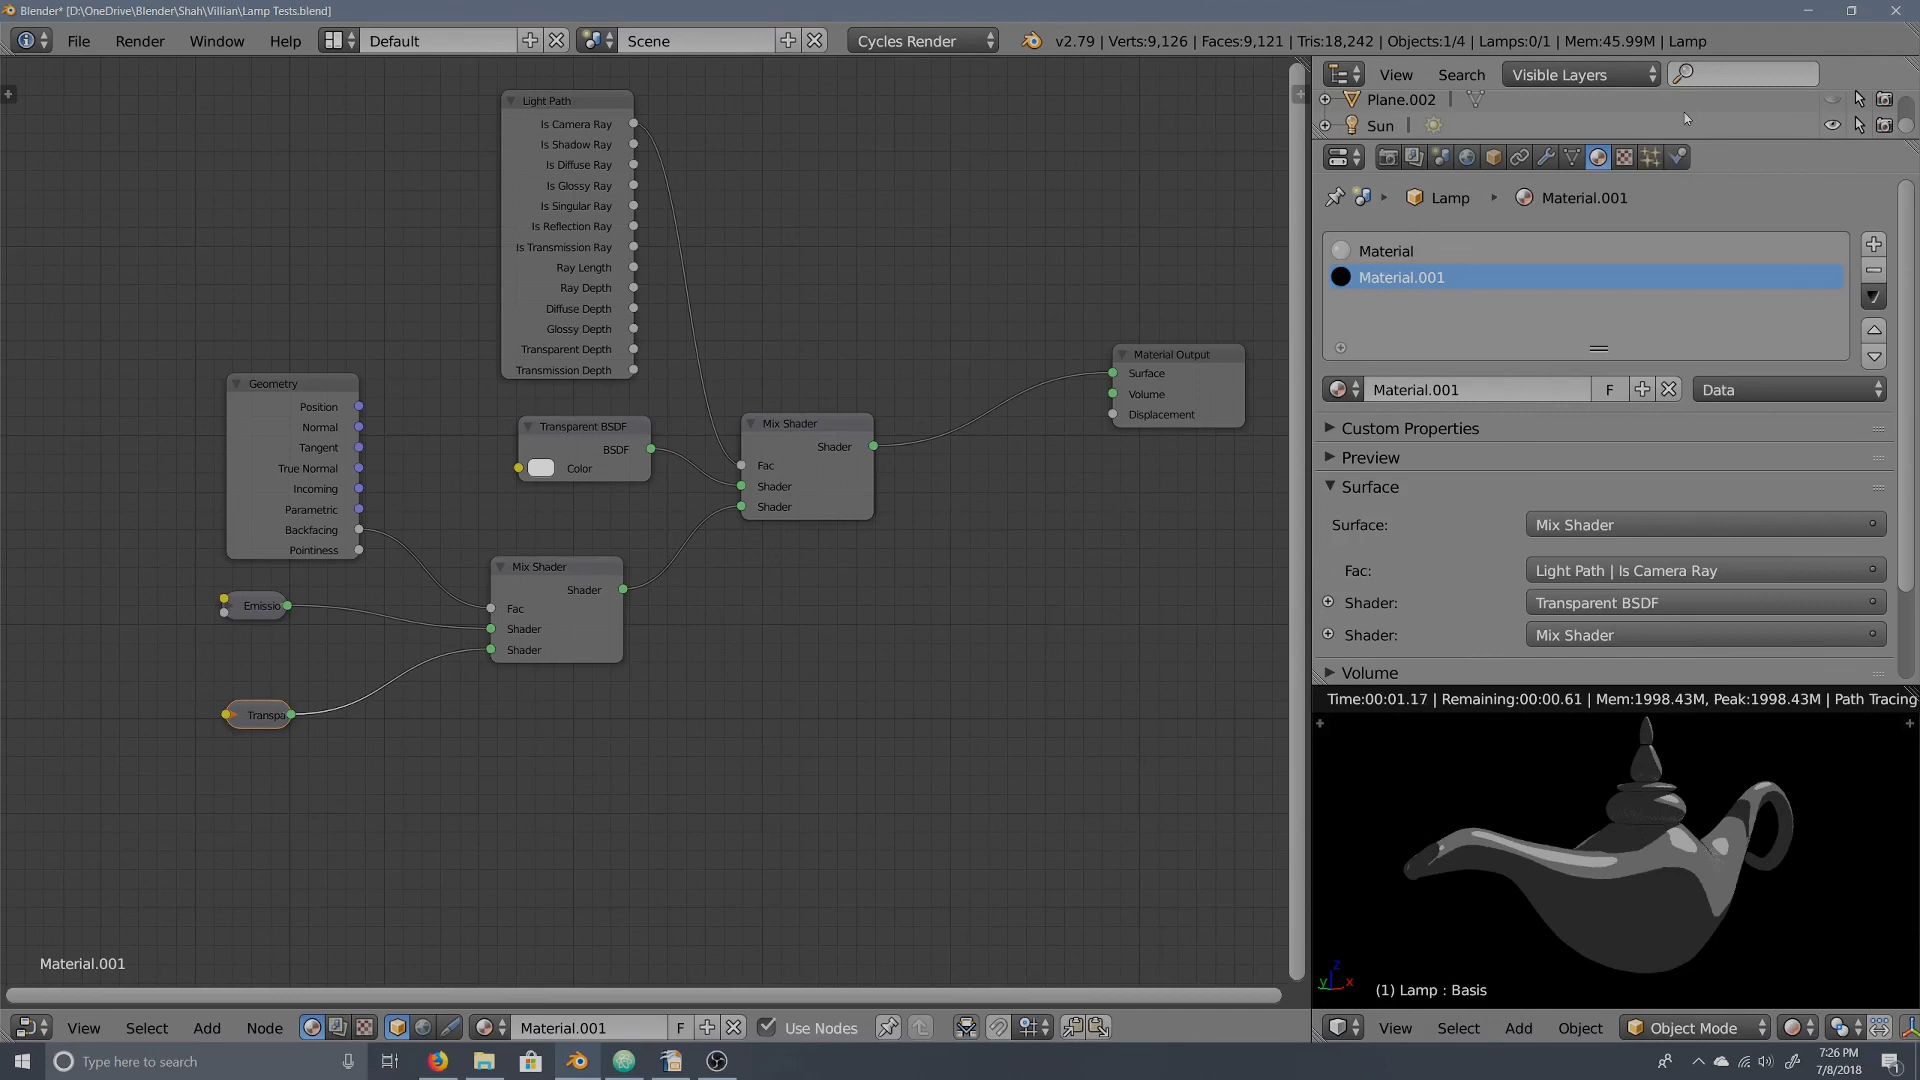 Blender* [D:\OneDrive\Blender\Shah\Villian\Lamp Tests.blend]
File Render Window Help Default Scene Cycles Render v2.79 | Verts:9,126 | Faces:9,121 | Tris:18,242 | Objects:1/4 | Lamps:0/1 | Mem:45.99M | Lamp
View Search Visible Layers
Plane.002
Sun
Lamp Material.001
Material
Material.001
Material.001 F Data
Custom Properties
Preview
Surface
Surface: Mix Shader
Fac: Light Path | Is Camera Ray
Shader: Transparent BSDF
Shader: Mix Shader
Volume
Time:00:01.17 | Remaining:00:00.61 | Mem:1998.43M, Peak:1998.43M | Path Tracing
(1) Lamp : Basis
z
y x
View Select Add Object Object Mode
Light Path
Is Camera Ray
Is Shadow Ray
Is Diffuse Ray
Is Glossy Ray
Is Singular Ray
Is Reflection Ray
Is Transmission Ray
Ray Length
Ray Depth
Diffuse Depth
Glossy Depth
Transparent Depth
Transmission Depth
Geometry
Position
Normal
Tangent
True Normal
Incoming
Parametric
Backfacing
Pointiness
Transparent BSDF
BSDF
Color
Mix Shader
Shader
Fac
Shader
Shader
Material Output
Surface
Volume
Displacement
Mix Shader
Shader
Fac
Shader
Shader
Emissio
Transpa
Material.001
View Select Add Node Material.001 F Use Nodes
Type here to search
7:26 PM
7/8/2018
1